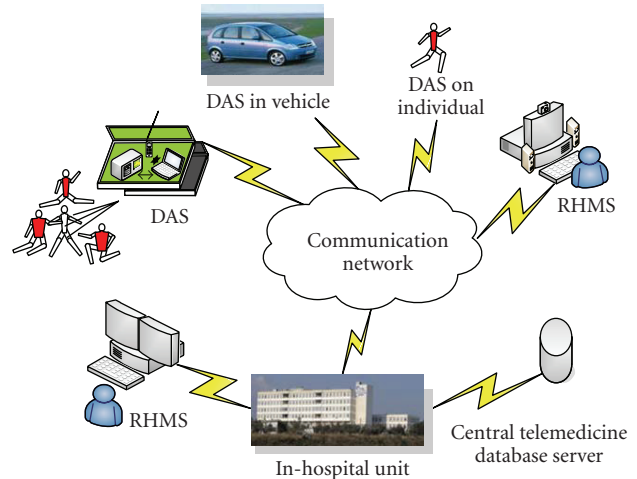 DAS in vehicle
DAS on
individual
RHMS
DAS
Communication
network
RHMS
In-hospital unit
Central telemedicine
database server